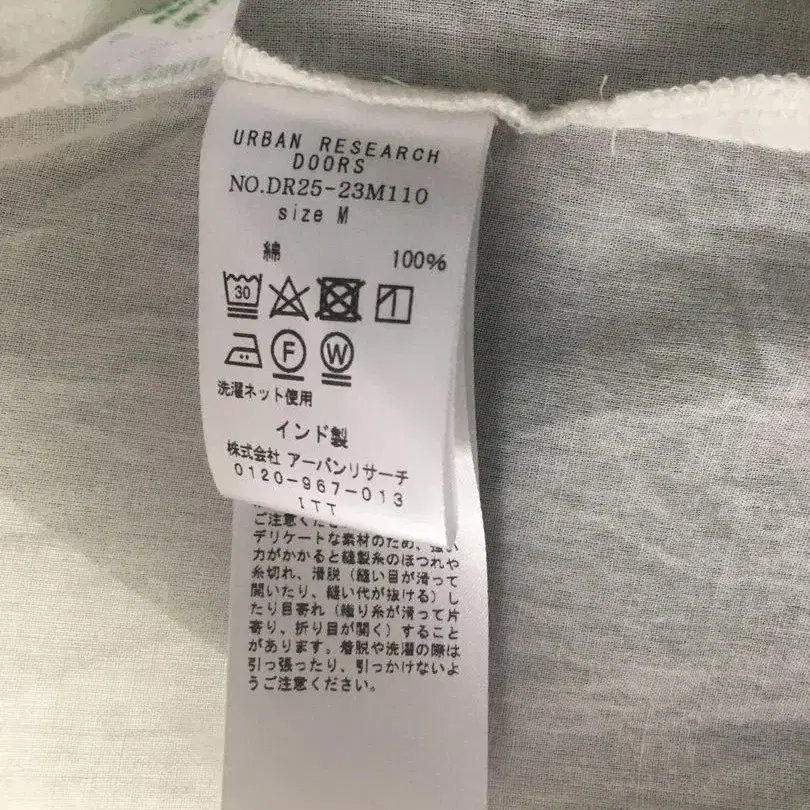 URBAN RESEARCH
DOORS
NO.DR25-23M110
size M
綿 100%
30
F W
洗濯ネット使用
インド製
株式会社 アーバンリサーチ
0120-967-013
ITT
ご注意くだ
デリケートな素材のため、強い
力がかかると縫製糸のほつれや
糸切れ、滑脱(縫い目が滑って
開いたり、縫い代が抜ける)し
たり目寄れ(織り糸が滑って片
寄り、折り目が開く)すること
があります。着脱や洗濯の際は
引っ張ったり、引っかけないよ
うご注意ください。